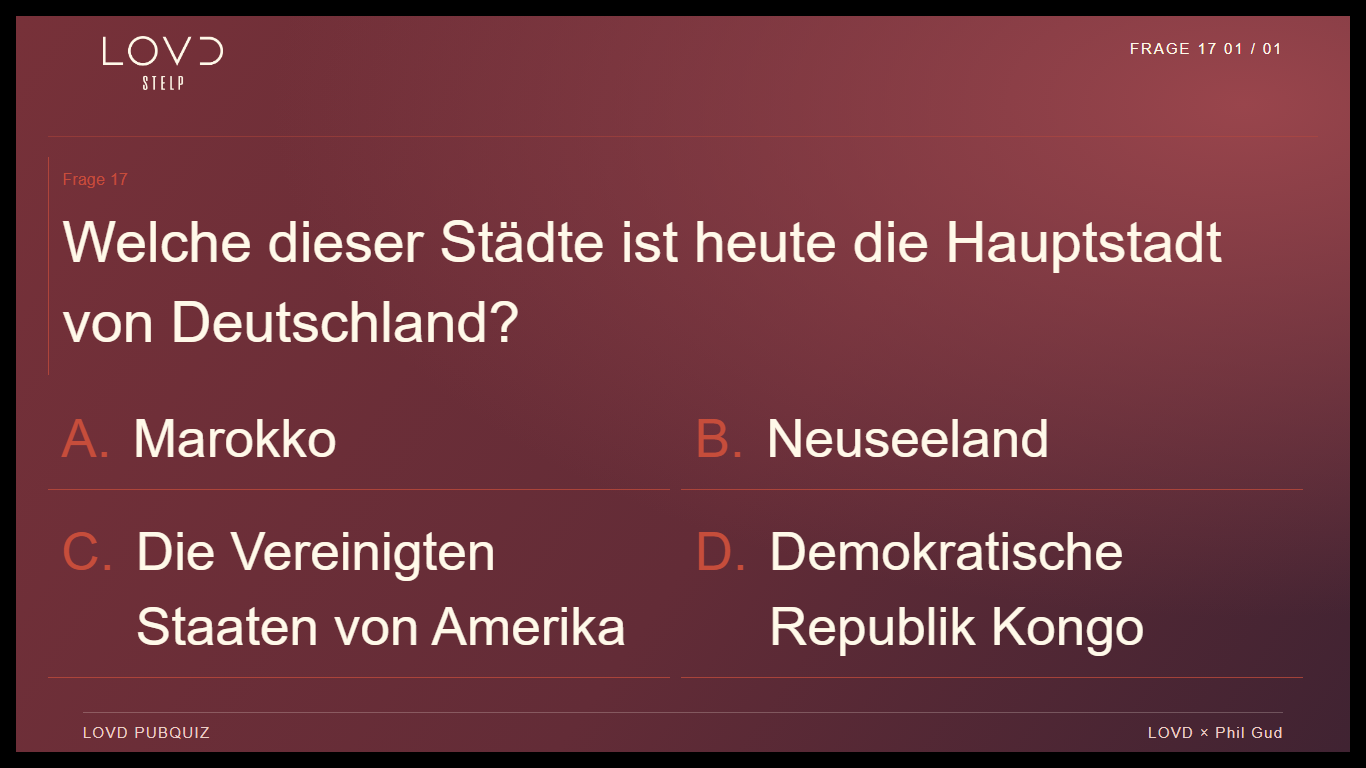 LOVD
STELP
FRAGE 17 01 / 01
Frage 17
Welche dieser Städte ist heute die Hauptstadt
von Deutschland?
A. Marokko
B. Neuseeland
C. Die Vereinigten
Staaten von Amerika
D. Demokratische
Republik Kongo
LOVD PUBQUIZ
LOVD × Phil Gud